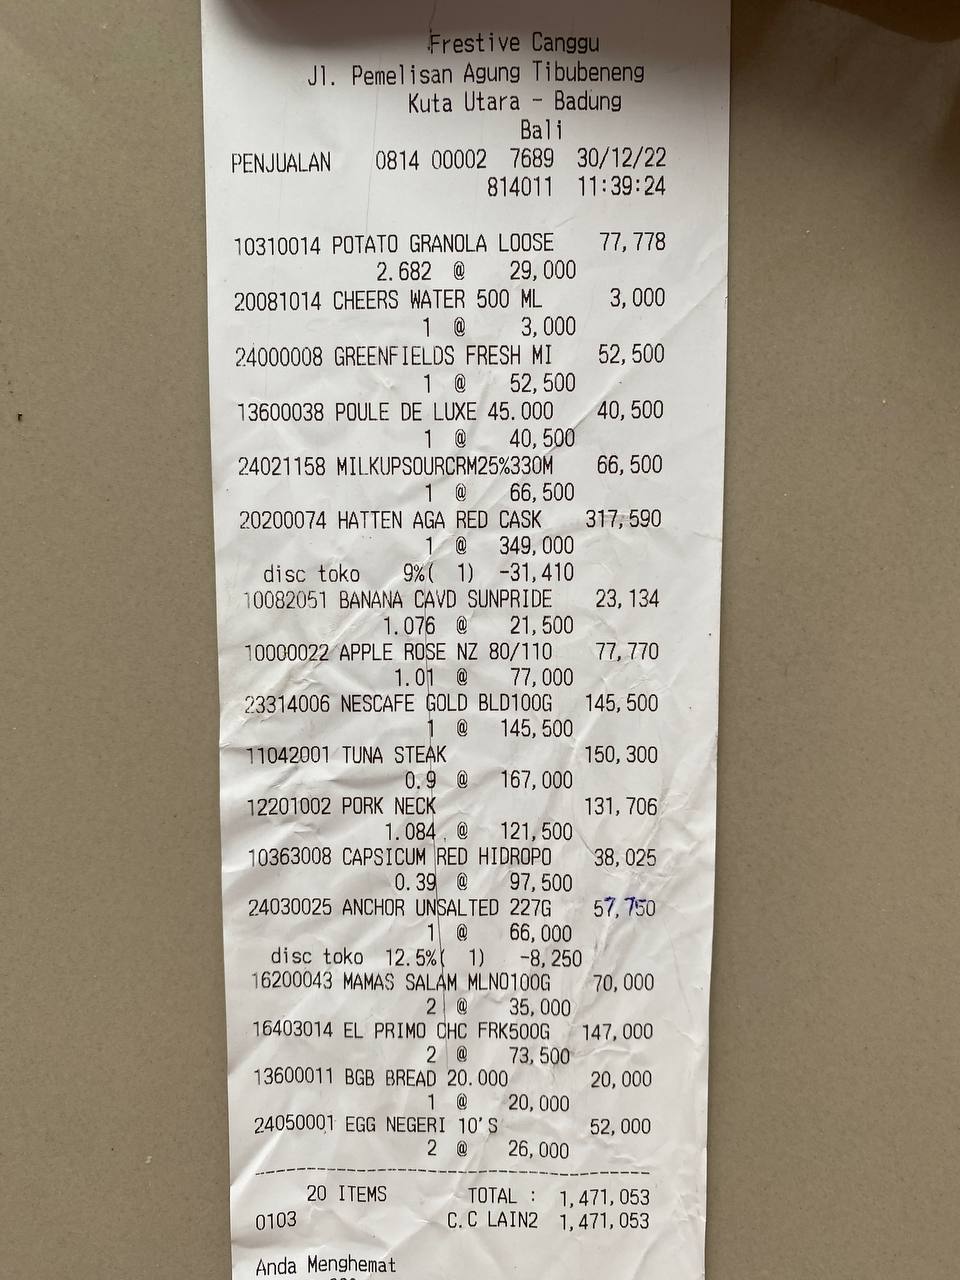 Frestive Canggu
Jl. Pemelisan Agung Tibubeneng
Kuta Utara - Badung
Bali
PENJUALAN 0814 00002 7689 30/12/22
814011 11:39:24
10310014 POTATO GRANOLA LOOSE 77,778
2.682 @ 29,000
20081014 CHEERS WATER 500 ML 3,000
1 @ 3,000
24000008 GREENFIELDS FRESH MI 52,500
1 @ 52,500
13600038 POULE DE LUXE 45.000 40,500
1 @ 40,500
24021158 MILKUPSOURCRM25%330M 66,500
1 @ 66,500
20200074 HATTEN AGA RED CASK 317,590
1 @ 349,000
disc toko 9%( 1) -31,410
10082051 BANANA CAVD SUNPRIDE 23,134
1.076 @ 21,500
10000022 APPLE ROSE NZ 80/110 77,770
1.01 @ 77,000
23314006 NESCAFE GOLD BLD100G 145,500
1 @ 145,500
11042001 TUNA STEAK 150,300
0.9 @ 167,000
12201002 PORK NECK 131,706
1.084 @ 121,500
10363008 CAPSICUM RED HIDROPO 38,025
0.39 @ 97,500
24030025 ANCHOR UNSALTED 227G 57,750
1 @ 66,000
disc toko 12.5%( 1) -8,250
16200043 MAMAS SALAM MLNO100G 70,000
2 @ 35,000
16403014 EL PRIMO CHC FRK500G 147,000
2 @ 73,500
13600011 BGB BREAD 20.000 20,000
1 @ 20,000
24050001 EGG NEGERI 10'S 52,000
2 @ 26,000
20 ITEMS TOTAL : 1,471,053
0103 C.C LAIN2 1,471,053
Anda Menghemat